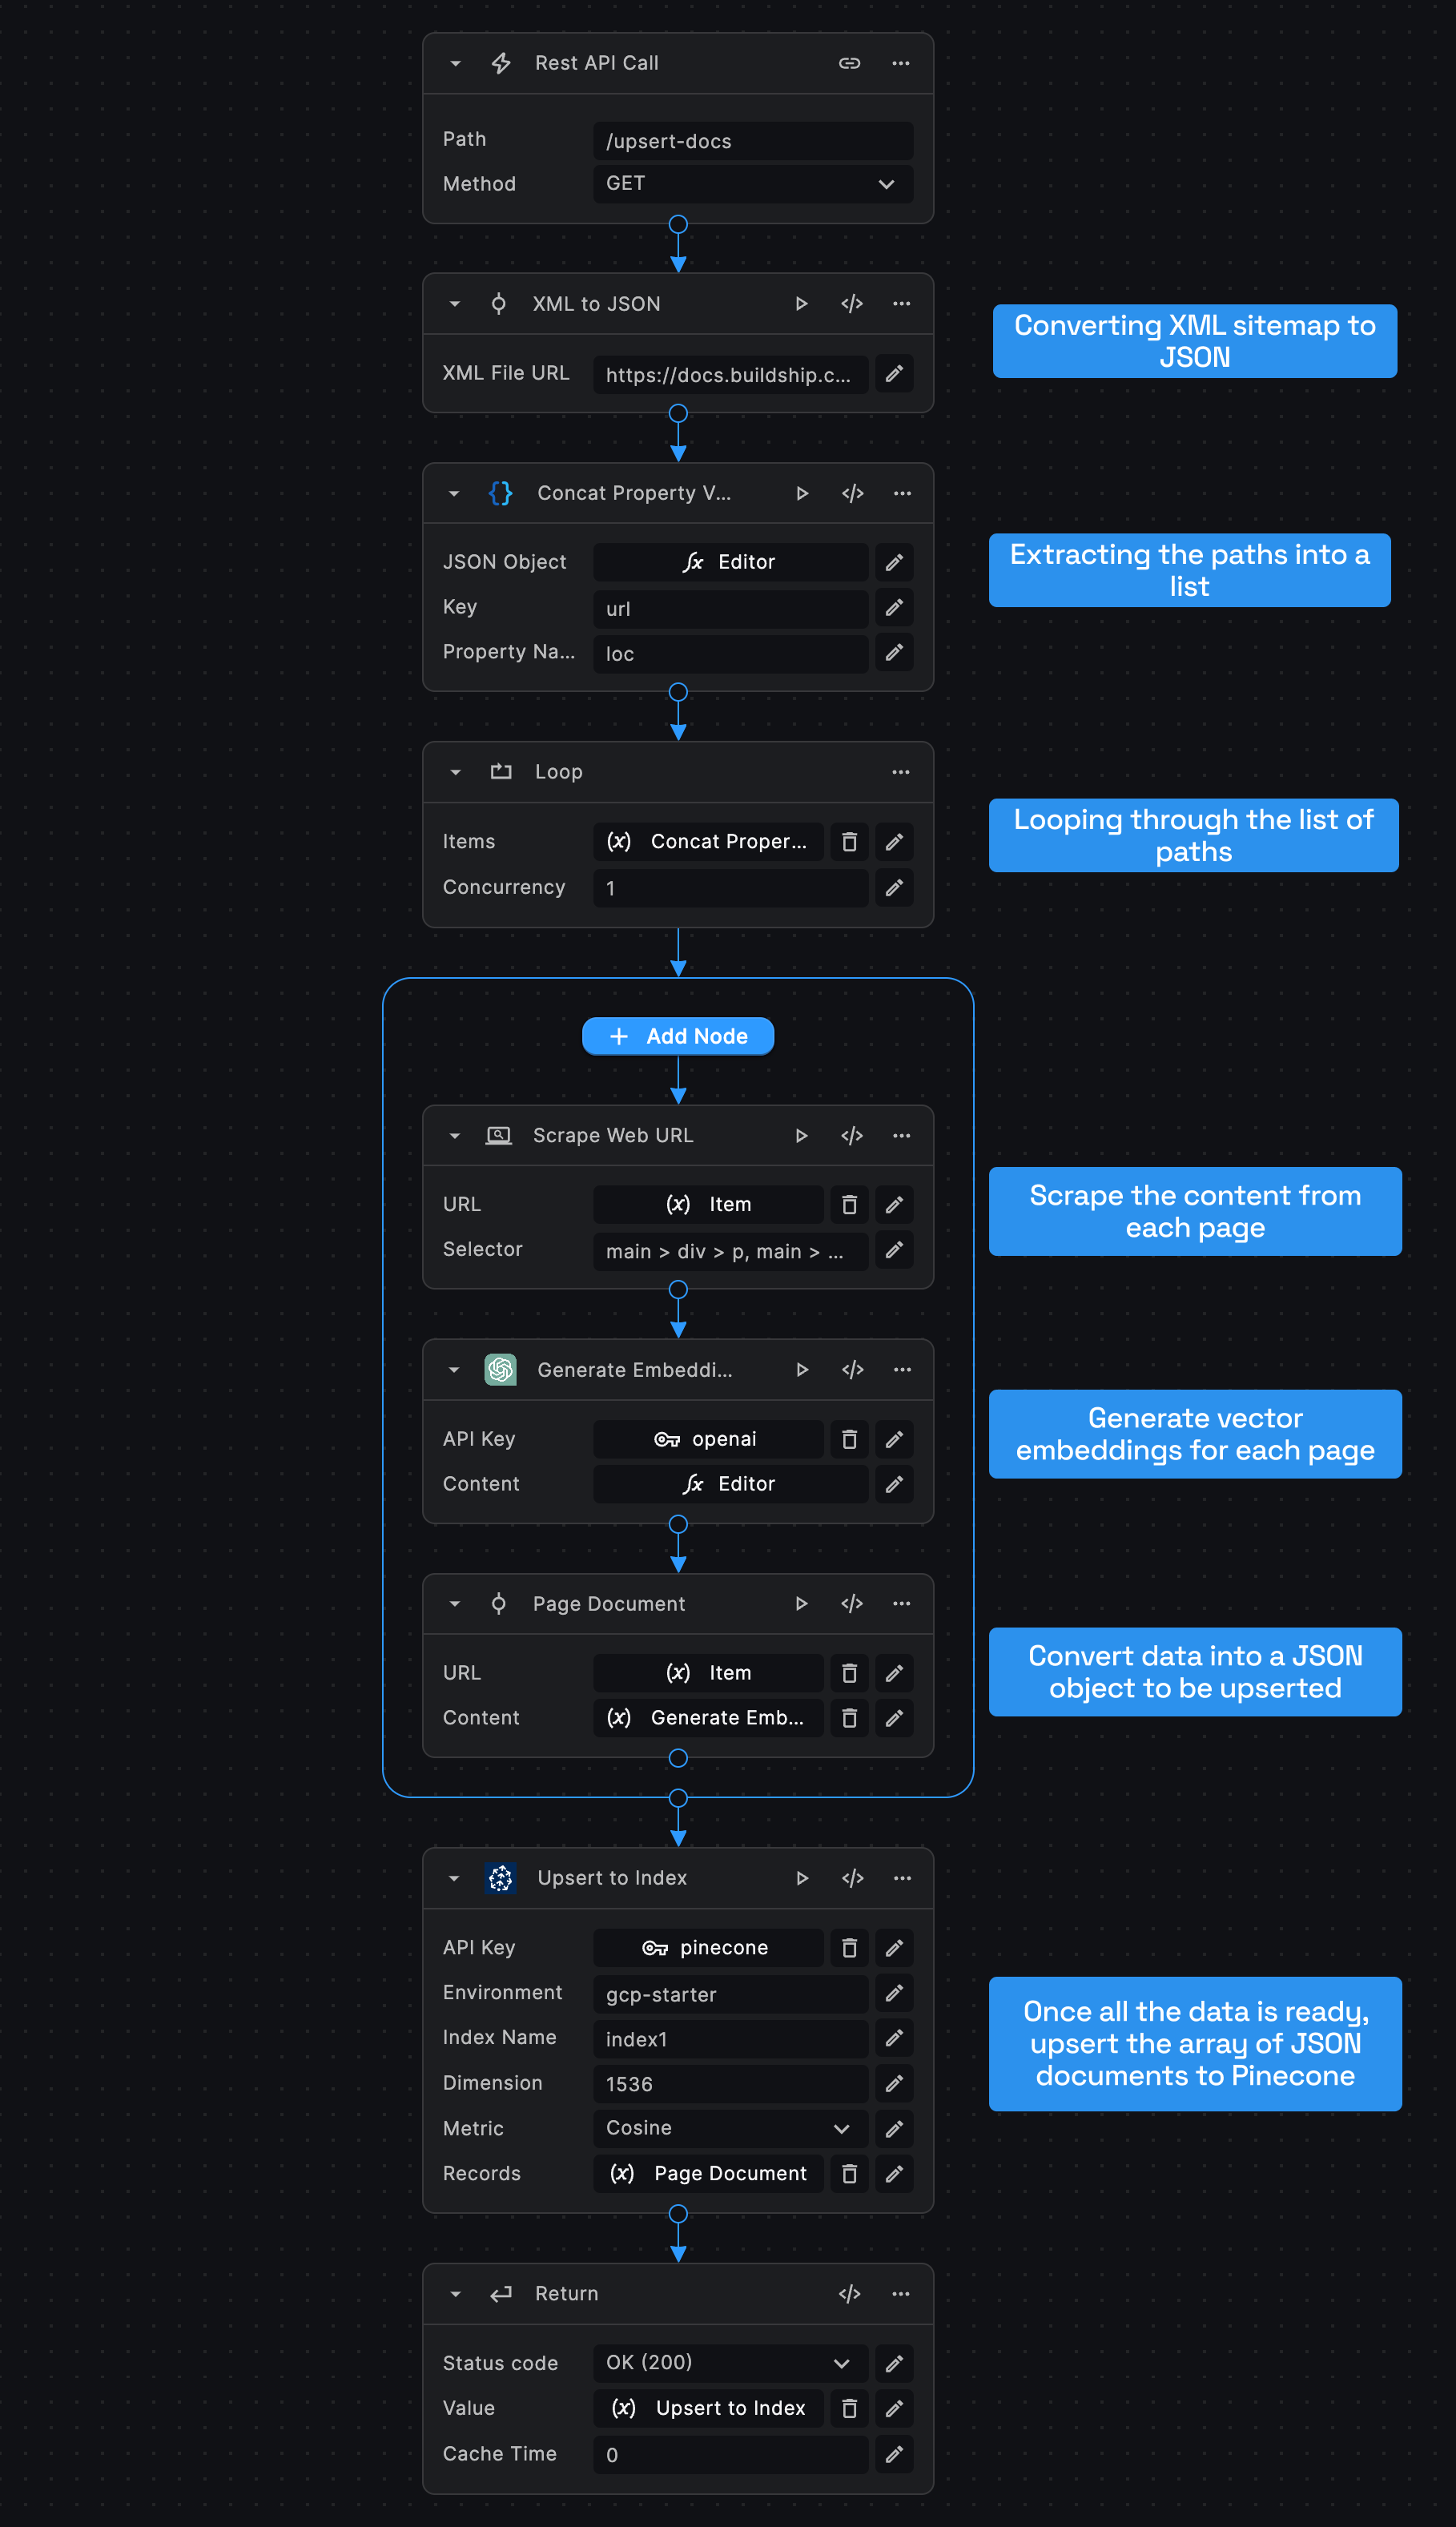 Rest API Call
Path
/upsert-docs
Method
GET
XML to JSON
XML File URL
https://docs.buildship.c...
Converting XML sitemap to
JSON
Concat Property V...
JSON Object
Editor
Key
url
Property Na...
loc
Extracting the paths into a
list
Loop
Items
(x) Concat Proper...
Concurrency
1
Looping through the list of
paths
+ Add Node
Scrape Web URL
URL
(x) Item
Selector
main > div > p, main > ...
Scrape the content from
each page
Generate Embeddi...
API Key
openai
Content
Editor
Generate vector
embeddings for each page
Page Document
URL
(x) Item
Content
(x) Generate Emb...
Convert data into a JSON
object to be upserted
Upsert to Index
API Key
pinecone
Environment
gcp-starter
Index Name
index1
Dimension
1536
Metric
Cosine
Records
(x) Page Document
Once all the data is ready,
upsert the array of JSON
documents to Pinecone
Return
Status code
OK (200)
Value
(x) Upsert to Index
Cache Time
0